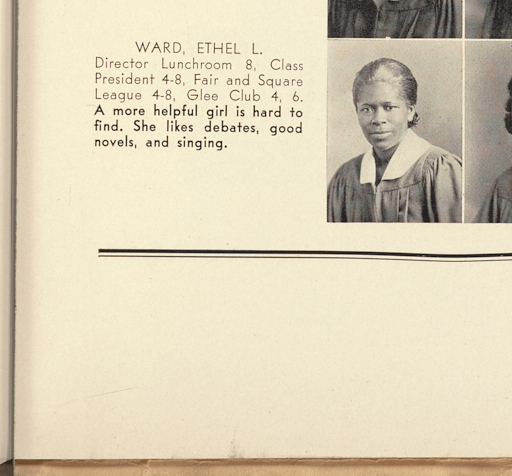 WARD, ETHEL L.
Director Lunchroom 8, Class
President 4-8, Fair and Square
League 4-8, Glee Club 4, 6.
A more helpful girl is hard to
find. She likes debates, good
novels, and singing.